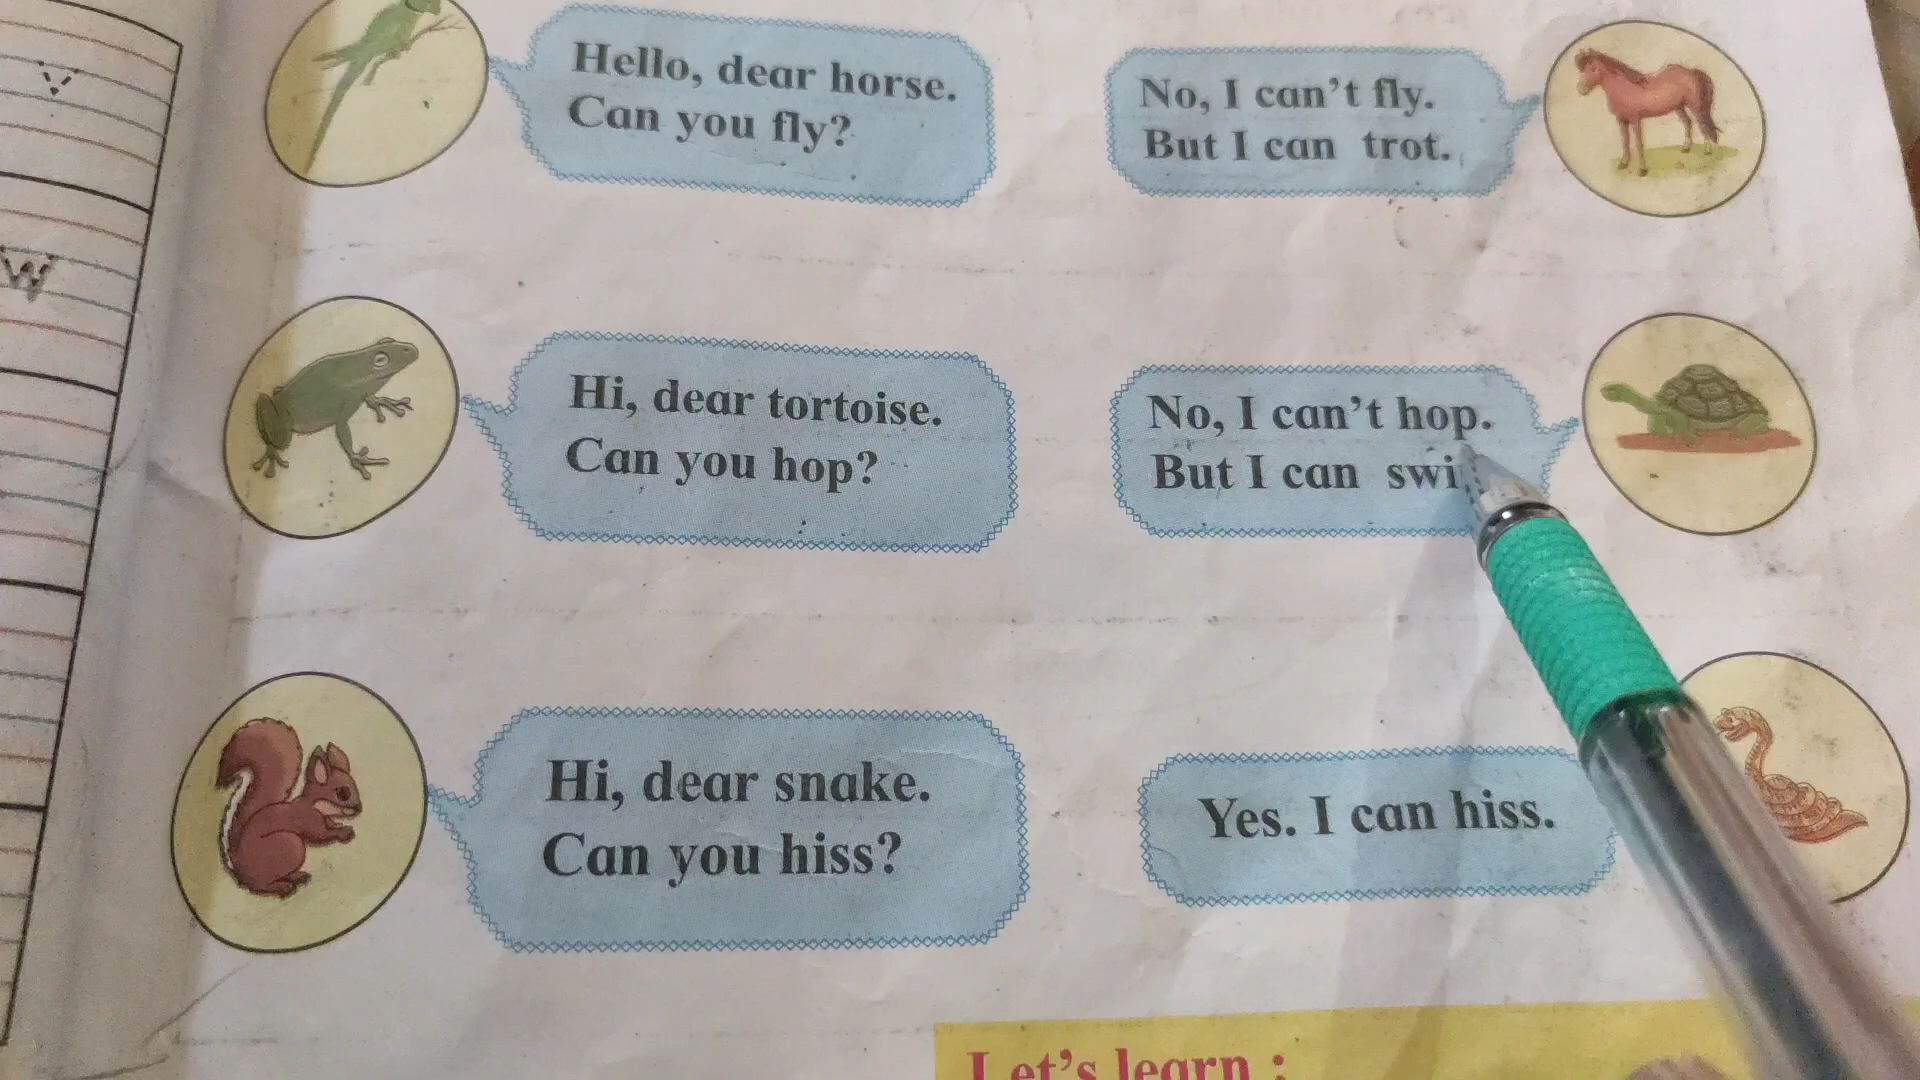 v
Hello, dear horse.
Can you fly?
No, I can't fly.
But I can trot.
w
Hi, dear tortoise.
Can you hop?
No, I can't hop.
But I can
Hi, dear snake.
Can you hiss?
Yes. I can hiss.
Let's learn :